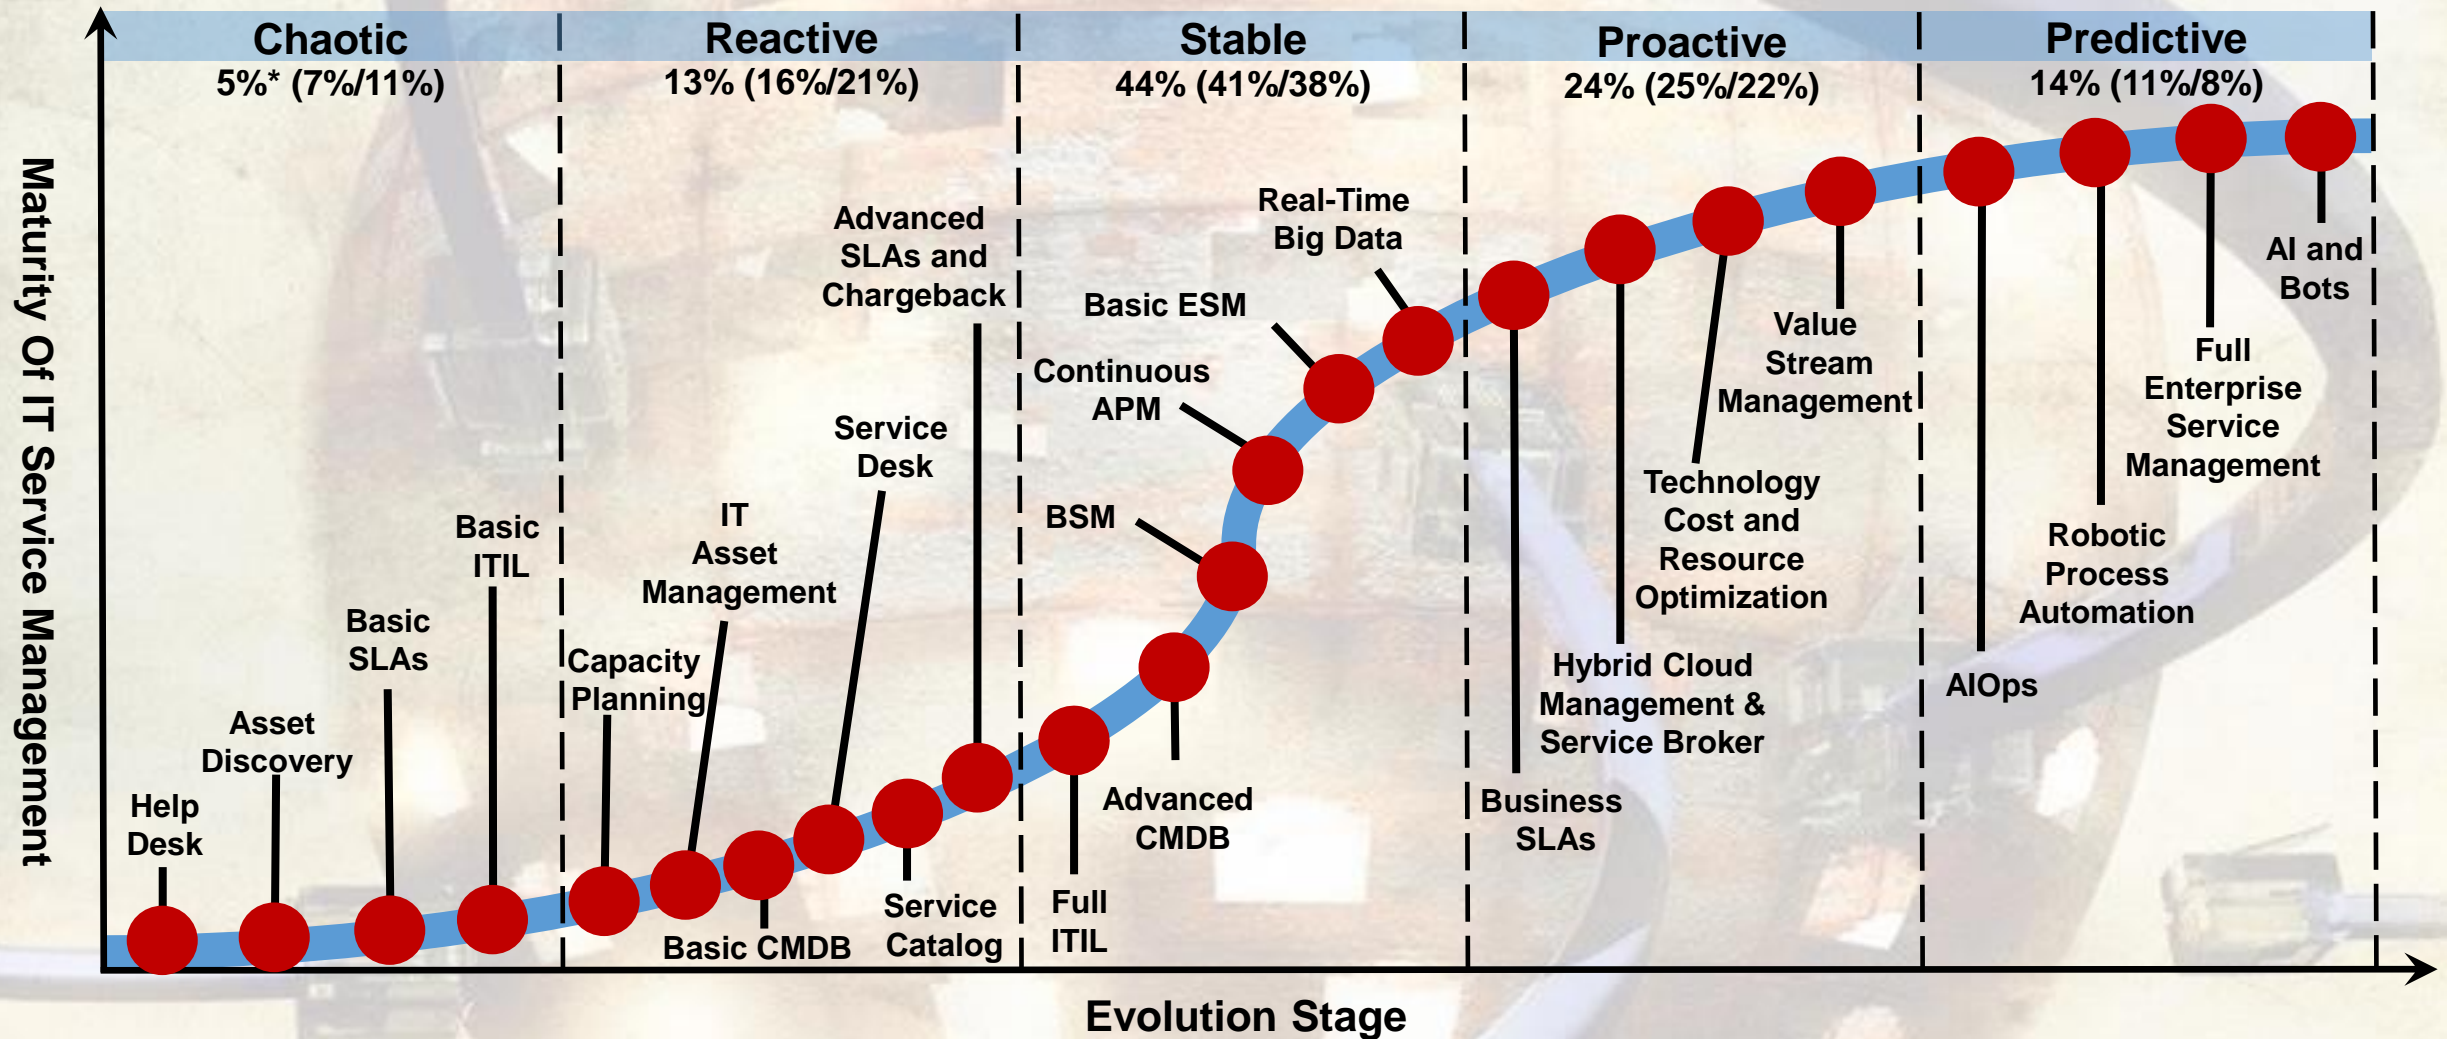 Chaotic
5%* (7%/11%)
Reactive
13% (16%/21%)
Stable
44% (41%/38%)
Proactive
24% (25%/22%)
Predictive
14% (11%/8%)
Maturity Of IT Service Management
Help
Desk
Asset
Discovery
Basic
SLAs
Basic
ITIL
Capacity
Planning
IT
Asset
Management
Basic CMDB
Service
Desk
Service
Catalog
Advanced
SLAs and
Chargeback
Full
ITIL
Advanced
CMDB
BSM
Continuous
APM
Basic ESM
Real-Time
Big Data
Business
SLAs
Hybrid Cloud
Management &
Service Broker
Technology
Cost and
Resource
Optimization
Value
Stream
Management
AIOps
Robotic
Process
Automation
Full
Enterprise
Service
Management
AI and
Bots
Evolution Stage